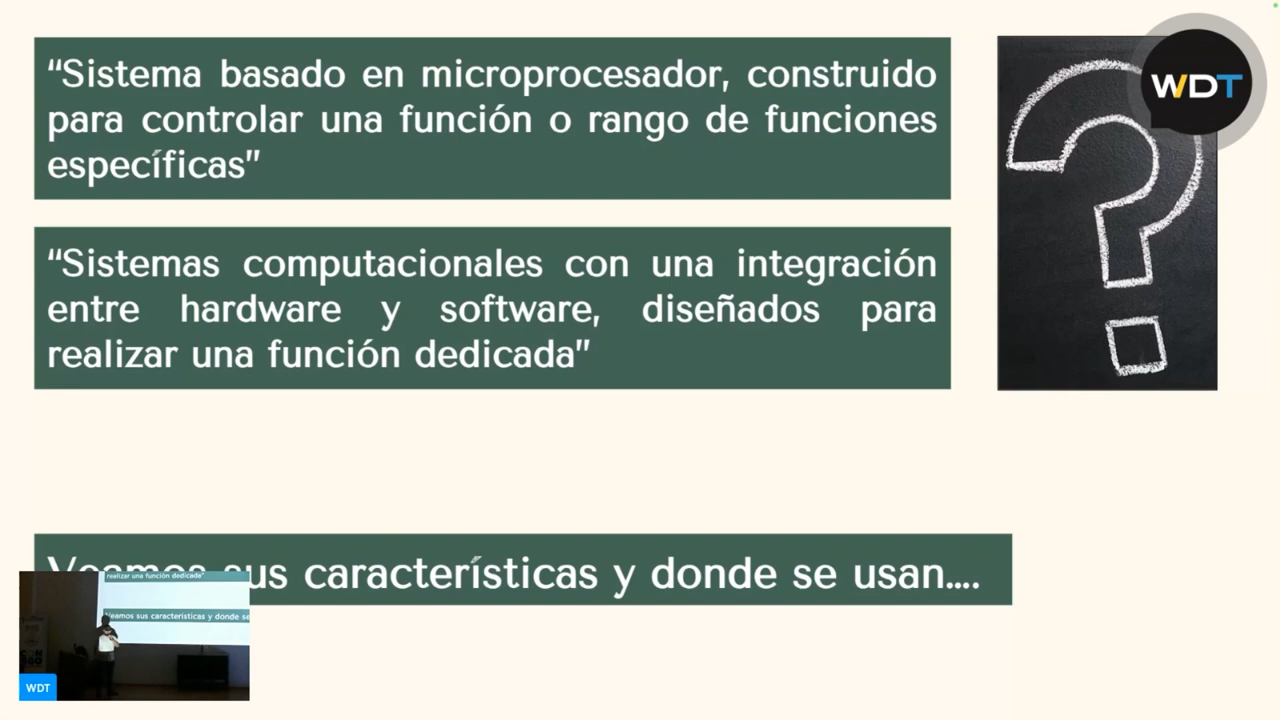 “Sistema basado en microprocesador, construido
para controlar una función o rango de funciones
específicas”
WDT
“Sistemas computacionales con una integración
entre hardware y software, diseñados para
realizar una función dedicada”
Veamos sus características y donde se usan....
realizar una función dedicada”
Veamos sus características y donde se
WDT